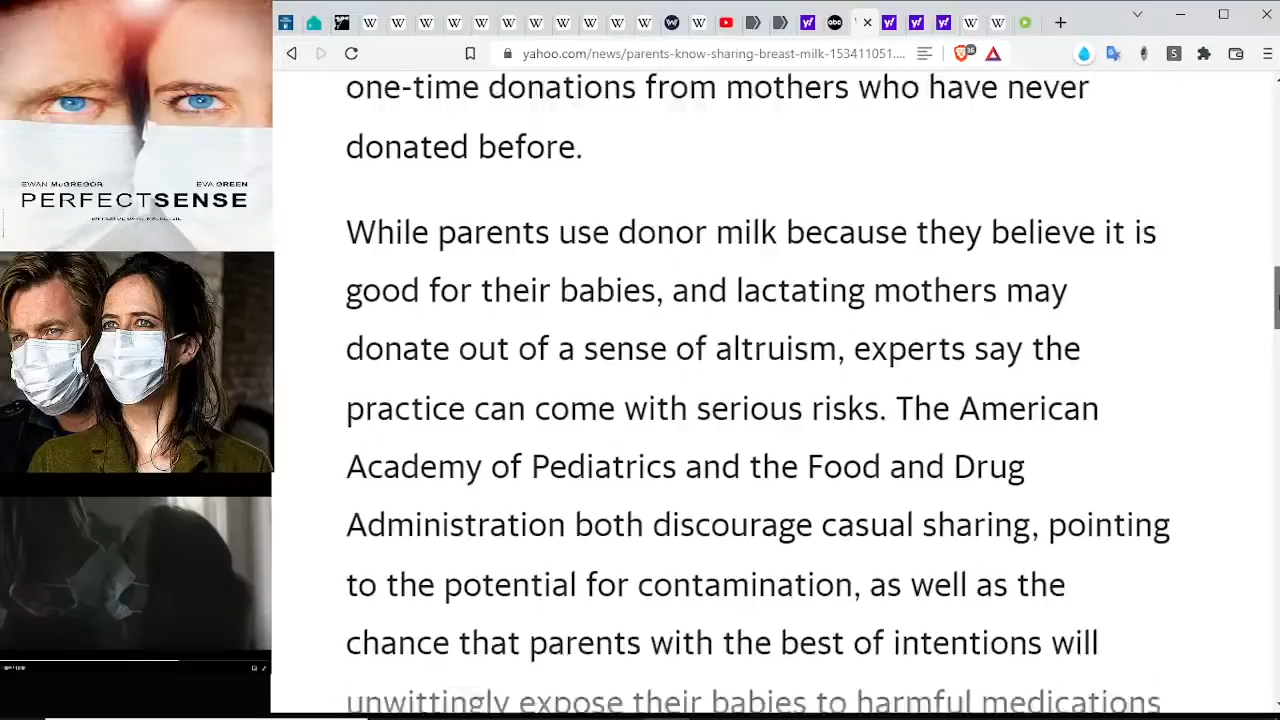 EWAN McGREGOR EVA GREEN
PERFECTSENSE
yahoo.com/news/parents-know-sharing-breast-milk-153411051....
one-time donations from mothers who have never
donated before.
While parents use donor milk because they believe it is
good for their babies, and lactating mothers may
donate out of a sense of altruism, experts say the
practice can come with serious risks. The American
Academy of Pediatrics and the Food and Drug
Administration both discourage casual sharing, pointing
to the potential for contamination, as well as the
chance that parents with the best of intentions will
unwittingly expose their babies to harmful medications